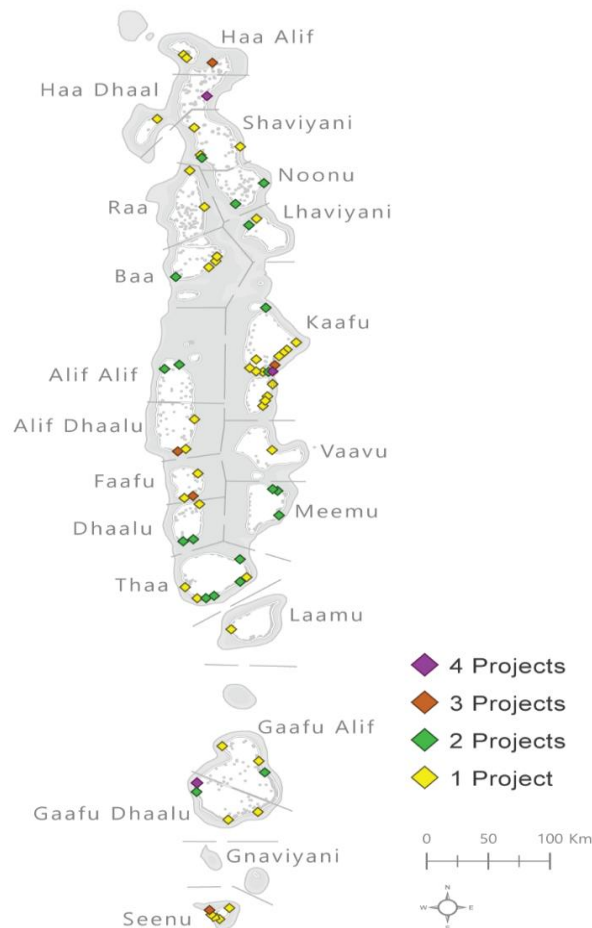 Haa Alif
Haa Dhaal
Shaviyani
Noonu
Raa
Lhaviyani
Baa
Kaafu
Alif Alif
Alif Dhaalu
Vaavu
Faafu
Meemu
Dhaalu
Thaa
Laamu
4 Projects
3 Projects
2 Projects
1 Project
Gaafu Alif
Gaafu Dhaalu
0 50 100 Km
Gnaviyani
N
W E
S
Seenu